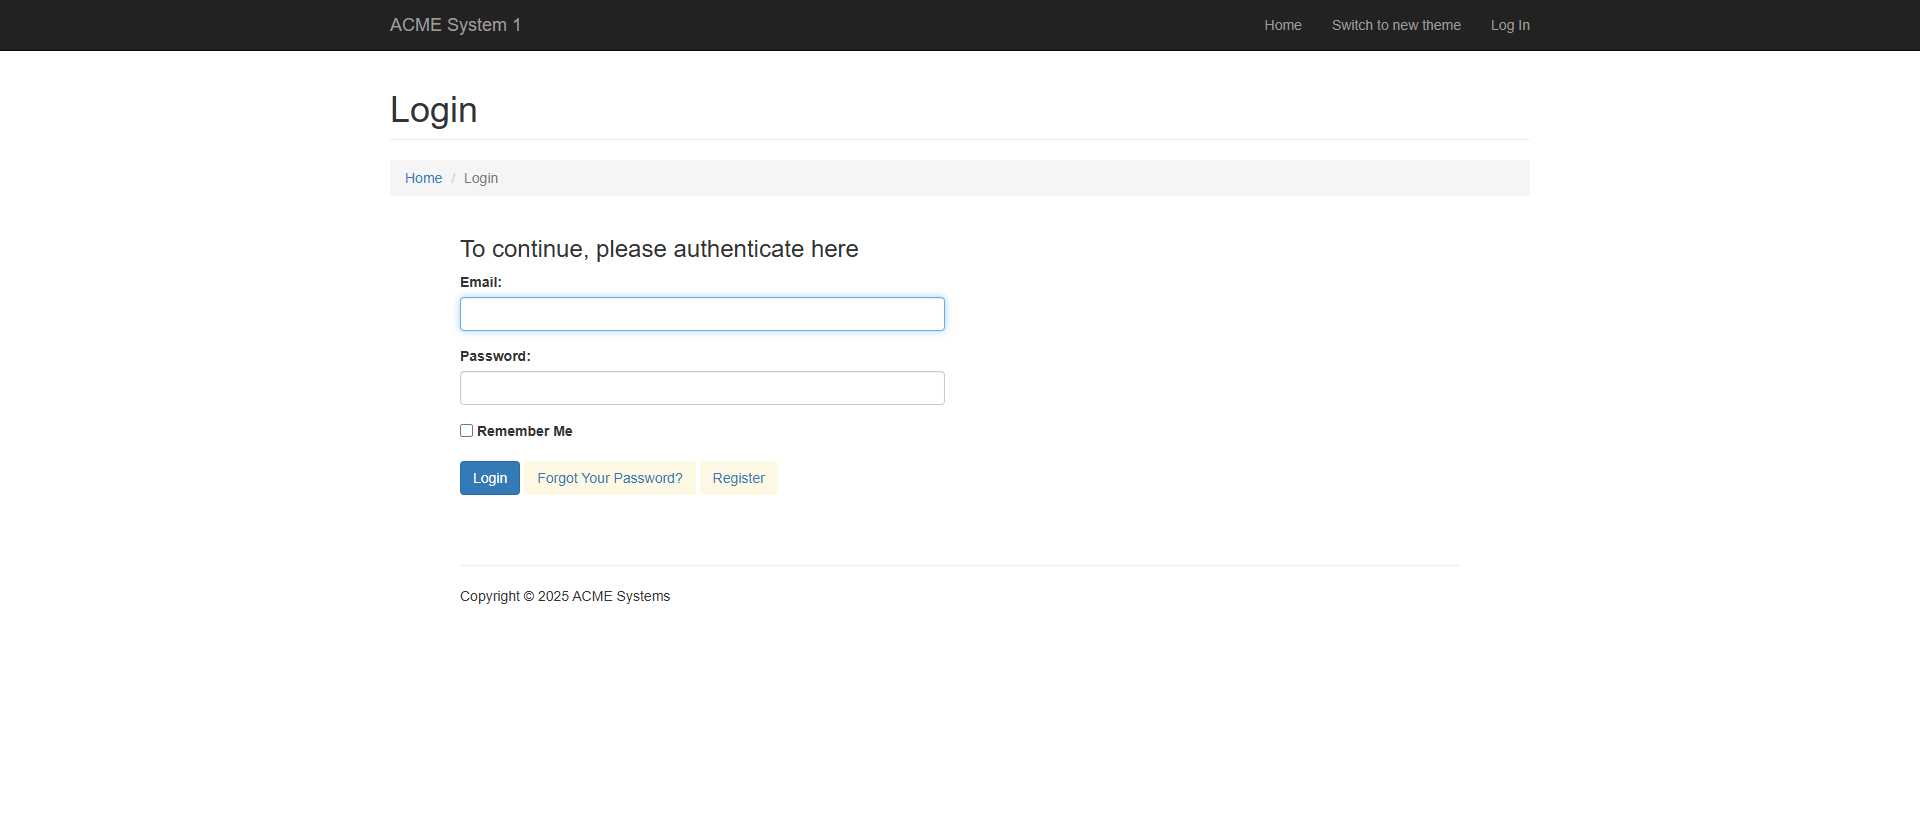 ACME System 1 Home Switch to new theme Log In
Login
Home / Login
To continue, please authenticate here
Email:
Password:
Remember Me
Login Forgot Your Password? Register
Copyright © 2025 ACME Systems